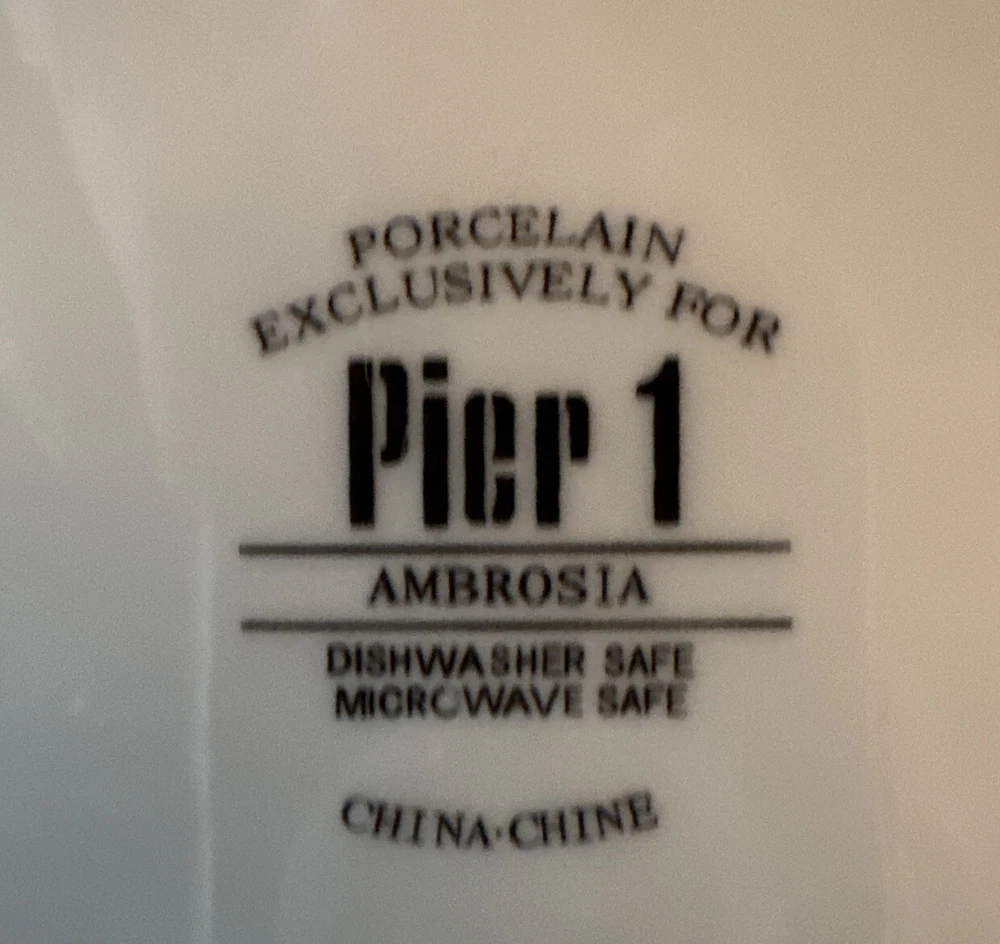 PORCELAIN
EXCLUSIVELY FOR
Pier 1
AMBROSIA
DISHWASHER SAFE
MICROWAVE SAFE
CHINA·CHINE